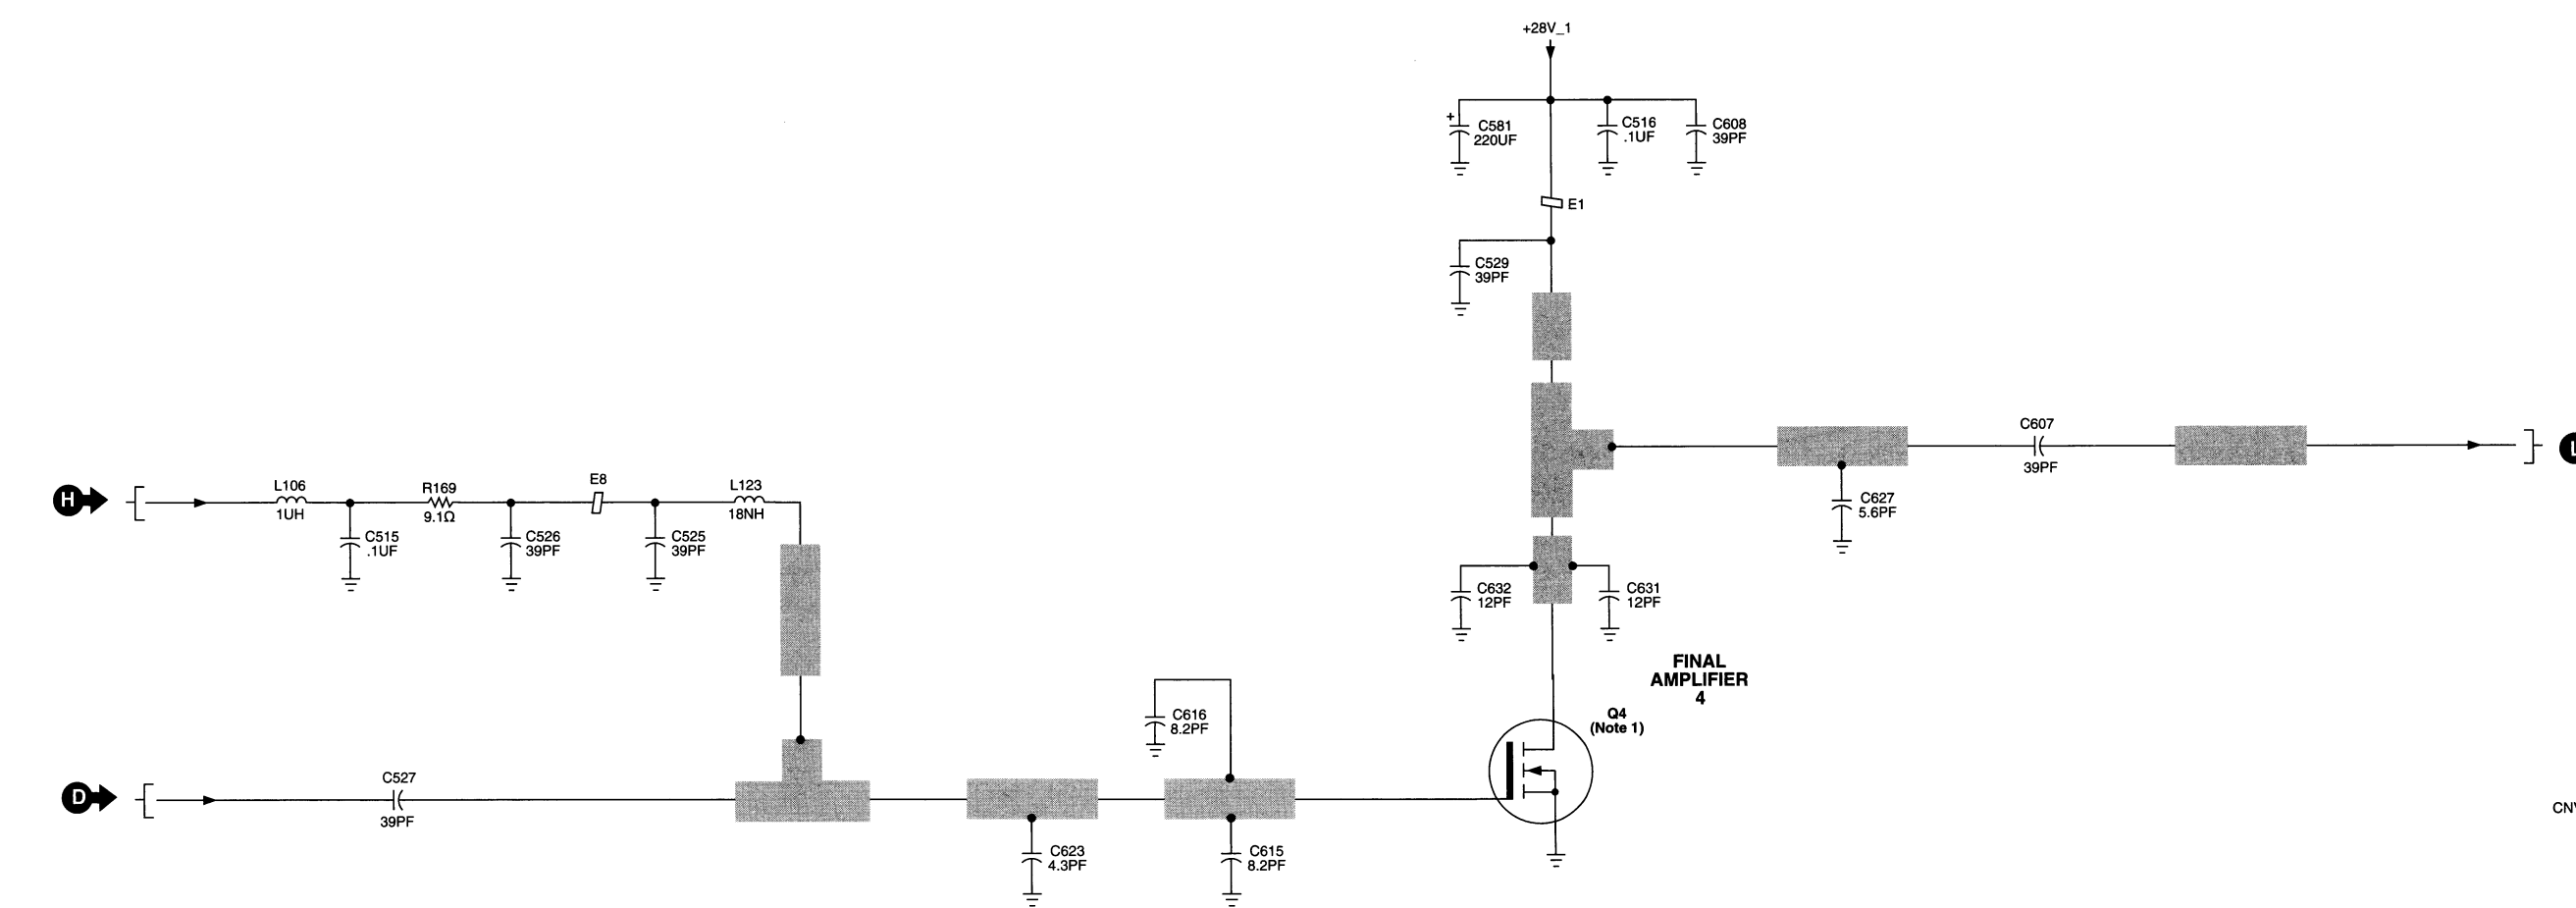 +28V_1
+
C581
220UF
C516
.1UF
C608
39PF
E1
C529
39PF
C607
39PF
H
L106
1UH
R169
9.1Ω
E8
L123
18NH
C515
.1UF
C526
39PF
C525
39PF
C627
5.6PF
C632
12PF
C631
12PF
FINAL
AMPLIFIER
4
Q4
(Note 1)
C616
8.2PF
D
C527
39PF
C623
4.3PF
C615
8.2PF